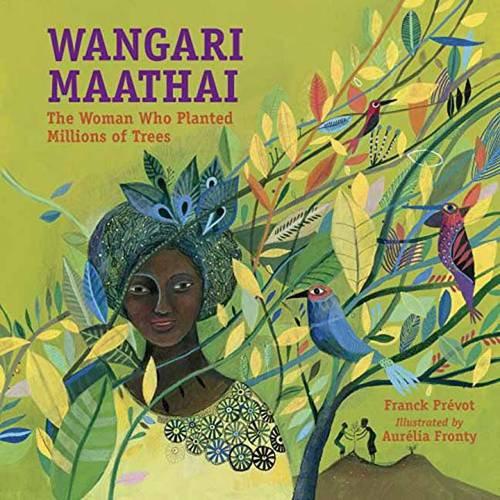 WANGARI
MAATHAI
The Woman Who Planted
Millions of Trees
Franck Prévot
Illustrated by
Aurélia Fronty